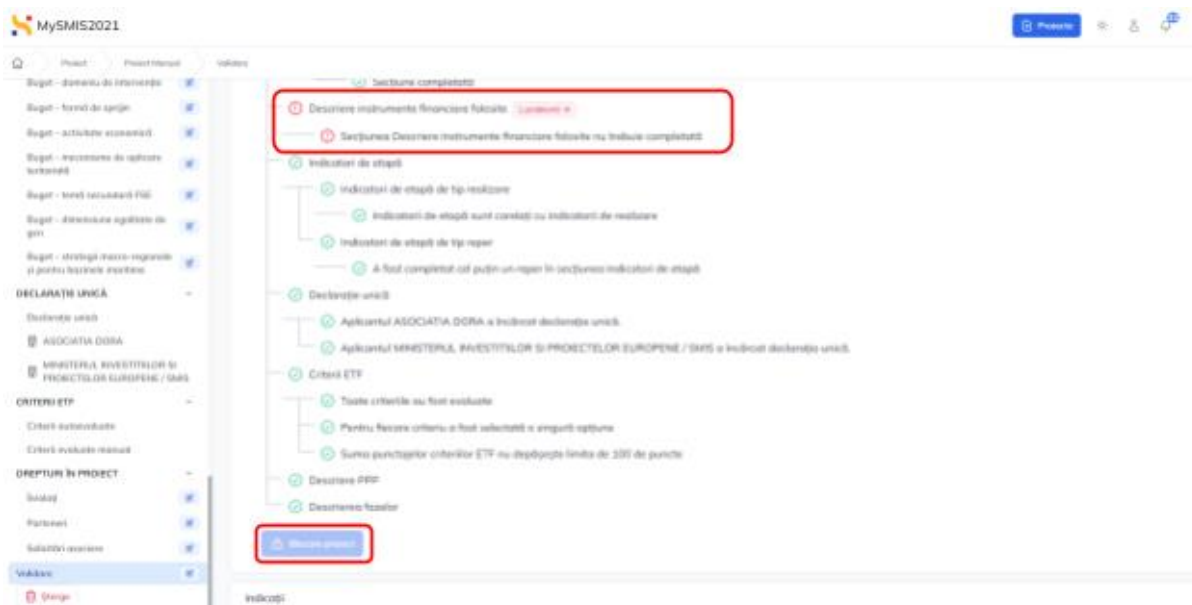 MySMIS2021
Proiecte
Proiect
Proiect Manual
Validare
Buget - domeniu de intervenție
Buget - formă de sprijin
Buget - activitate economică
Buget - mecanisme de aplicare
teritorială
Buget - temă secundară FSE
Buget - dimensiune egalitate de
gen
Buget - strategii macro-regionale
și pentru bazinele maritime
DECLARAȚIE UNICĂ
Declarație unică
ASOCIATIA DORA
MINISTERUL INVESTITIILOR SI
PROIECTELOR EUROPENE / SMIS
CRITERII ETF
Criterii autoevaluate
Criterii evaluate manual
DREPTURI ÎN PROIECT
Invitați
Parteneri
Solicitări asociere
Validare
Șterge
Secțiune completată
Descriere instrumente financiare folosite
Secțiunea Descriere instrumente financiare folosite nu trebuie completată
Indicatori de etapă
Indicatori de etapă de tip realizare
Indicatorii de etapă sunt corelați cu indicatorii de realizare
Indicatori de etapă de tip reper
A fost completat cel puțin un reper în secțiunea indicatori de etapă
Declarație unică
Aplicantul ASOCIATIA DORA a încărcat declarația unică.
Aplicantul MINISTERUL INVESTITIILOR SI PROIECTELOR EUROPENE / SMIS a încărcat declarația unică.
Criterii ETF
Toate criteriile au fost evaluate
Pentru fiecare criteriu a fost selectată o singură opțiune
Suma punctajelor criteriilor ETF nu depășește limita de 100 de puncte
Descriere PPP
Descrierea fazelor
Blocare proiect
Indicații